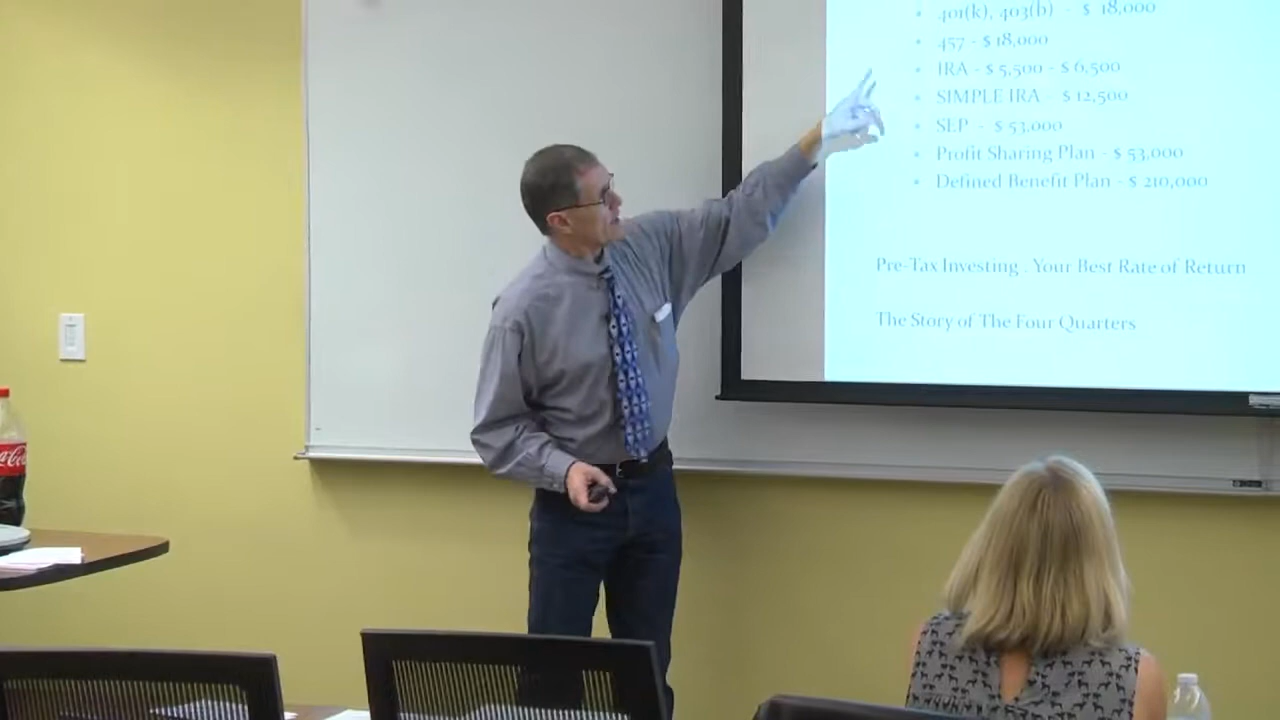 401(k), 403(b) - $ 18,000
457 - $ 18,000
IRA - $ 5,500 - $ 6,500
SIMPLE IRA - $ 12,500
SEP - $ 53,000
Profit Sharing Plan - $ 53,000
Defined Benefit Plan - $ 210,000
Pre-Tax Investing : Your Best Rate of Return
The Story of The Four Quarters
Coca-Cola